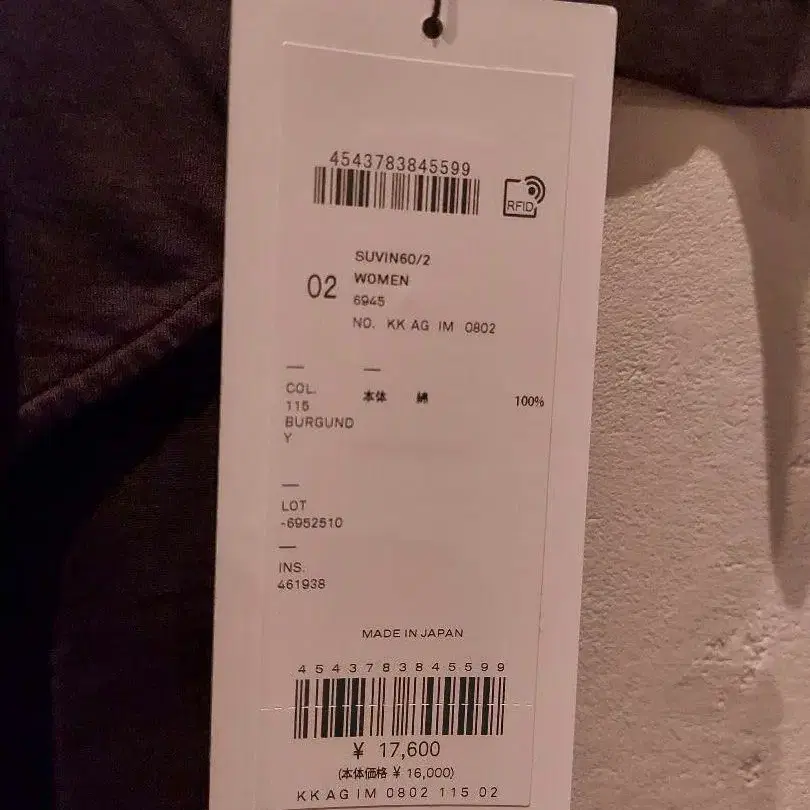 4543783845599
RFID
SUVIN60/2
02
WOMEN
6945
NO. KK AG IM 0802
COL.
115
BURGUND
Y
本体 綿 100%
LOT
-6952510
INS.
461938
MADE IN JAPAN
4543783845599
¥ 17,600
(本体価格 ¥ 16,000)
KK AG IM 0802 115 02